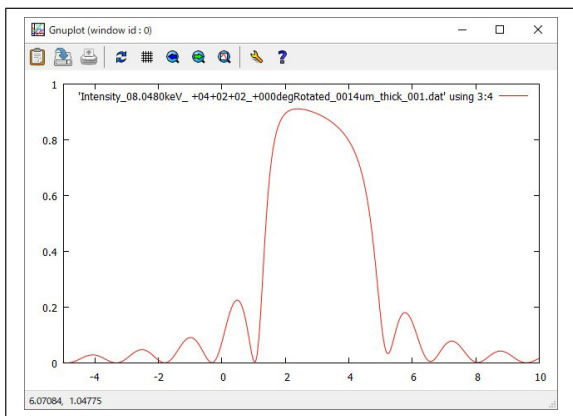 Gnuplot (window id : 0)
'Intensity_08.0480keV_ +04+02+02_+000degRotated_0014um_thick_001.dat' using 3:4
1
0.8
0.6
0.4
0.2
0
-4 -2 0 2 4 6 8 10
6.07084, 1.04775